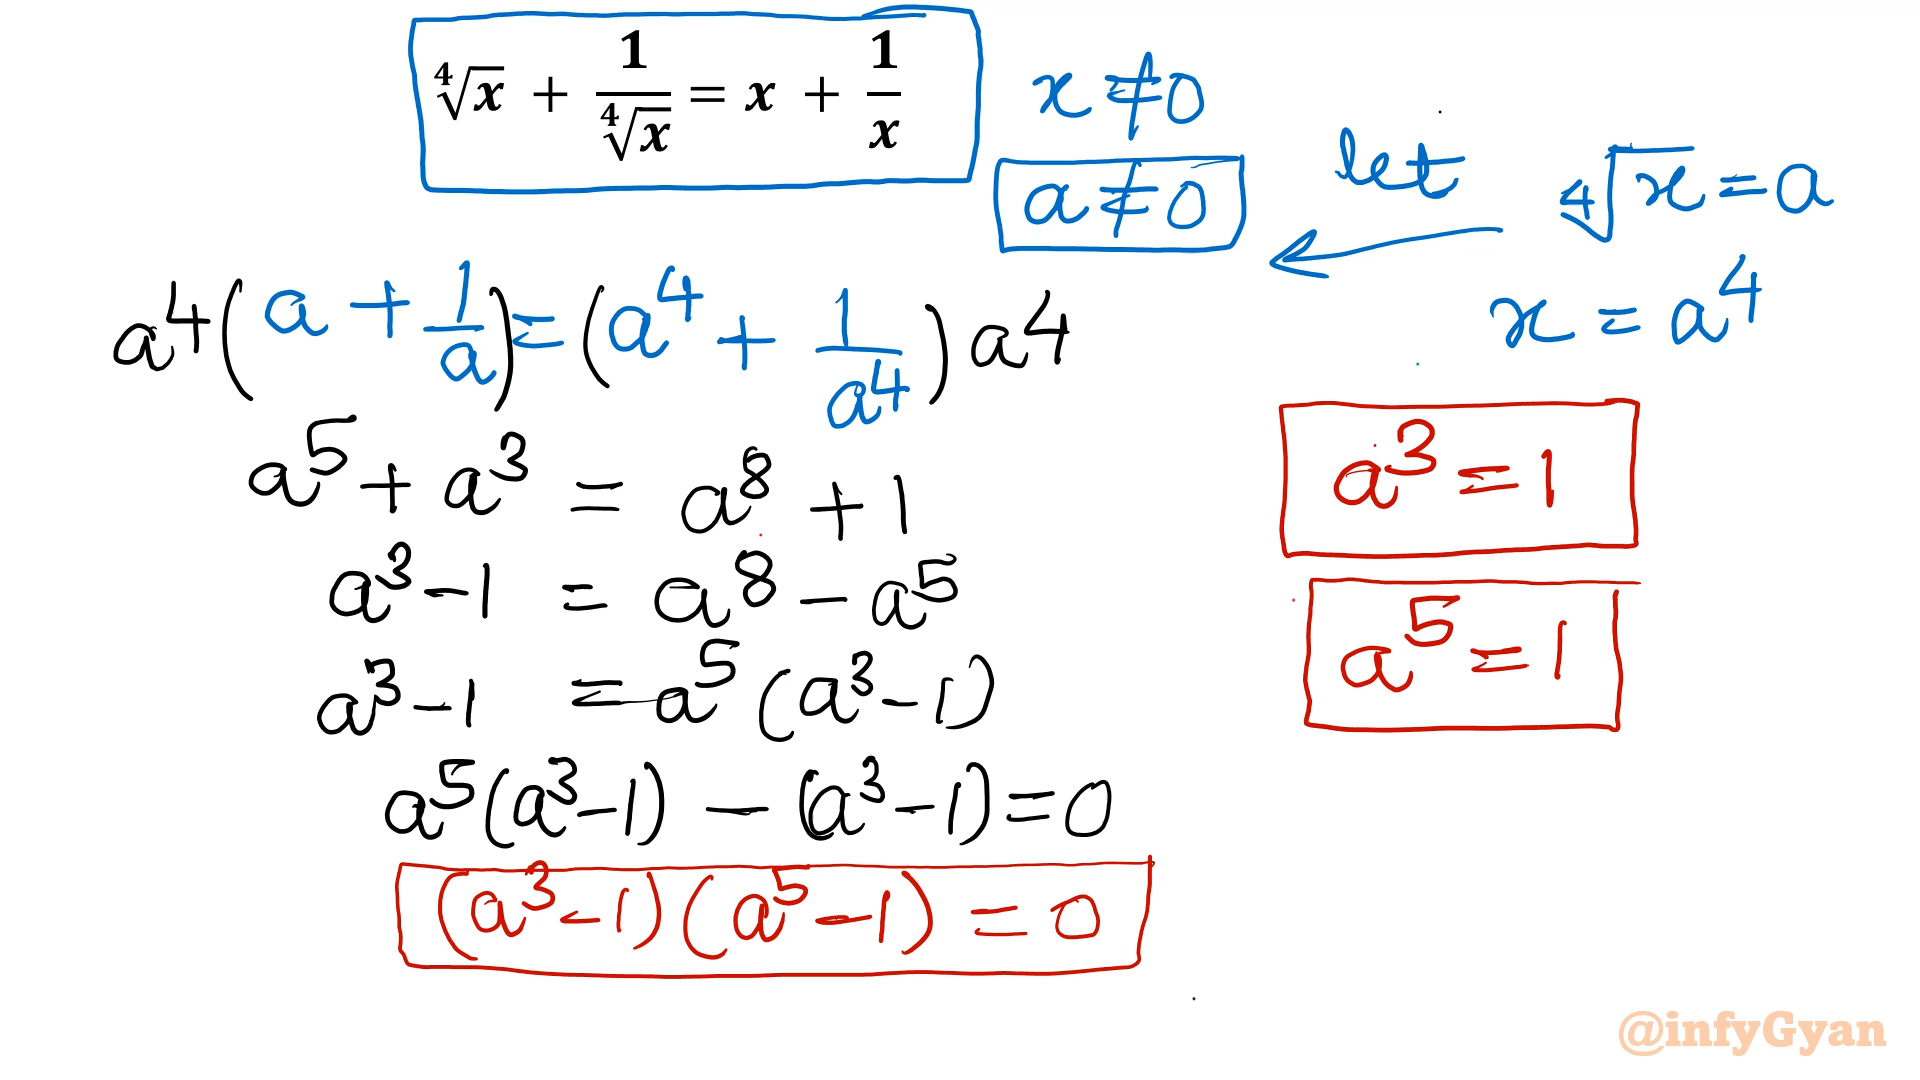 ∜x + 1/∜x = x + 1/x
x ≠ 0
a ≠ 0
let ∜x = a
x = a⁴
a⁴(a + 1/a) = (a⁴ + 1/a⁴)a⁴
a⁵ + a³ = a⁸ + 1
a³ - 1 = a⁸ - a⁵
a³ - 1 = a⁵(a³ - 1)
a⁵(a³ - 1) - (a³ - 1) = 0
(a³ - 1)(a⁵ - 1) = 0
a³ = 1
a⁵ = 1
@infyGyan